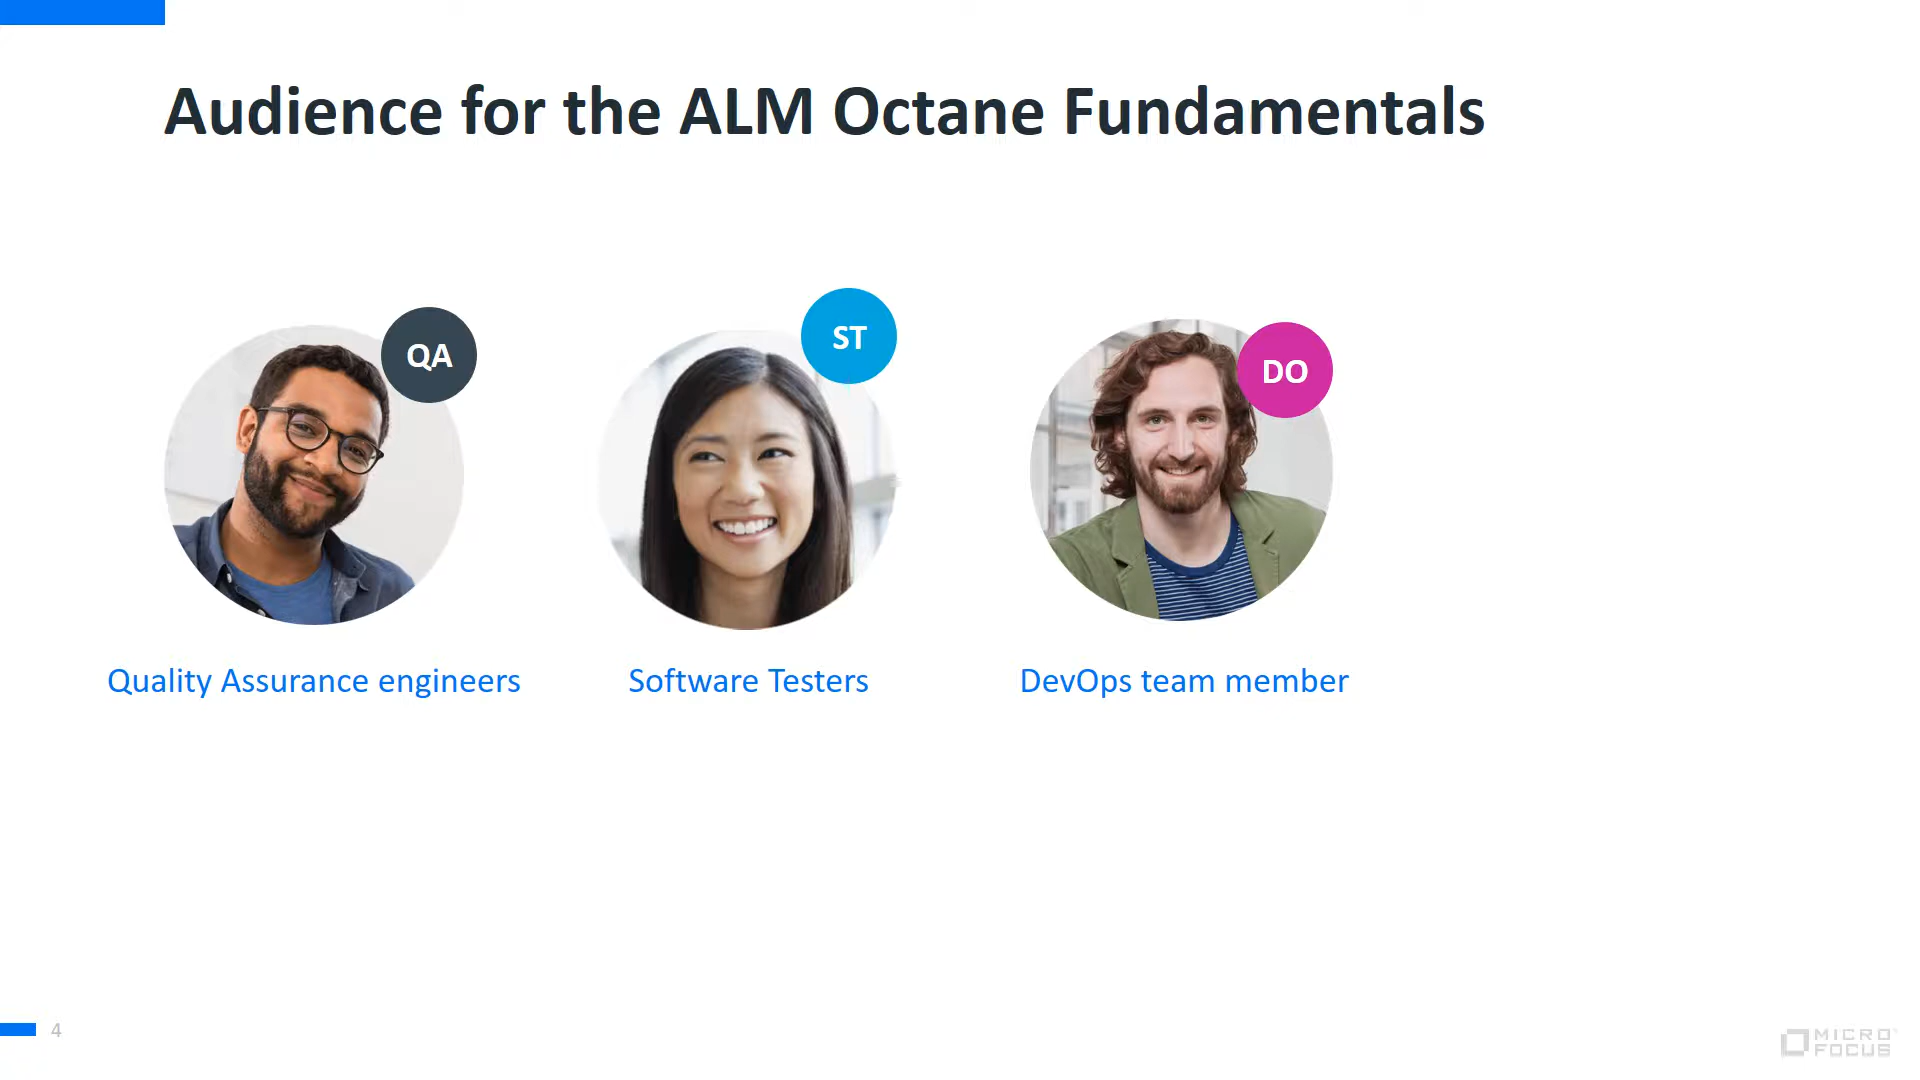 Audience for the ALM Octane Fundamentals
QA
ST
DO
Quality Assurance engineers
Software Testers
DevOps team member
4
MICRO
FOCUS